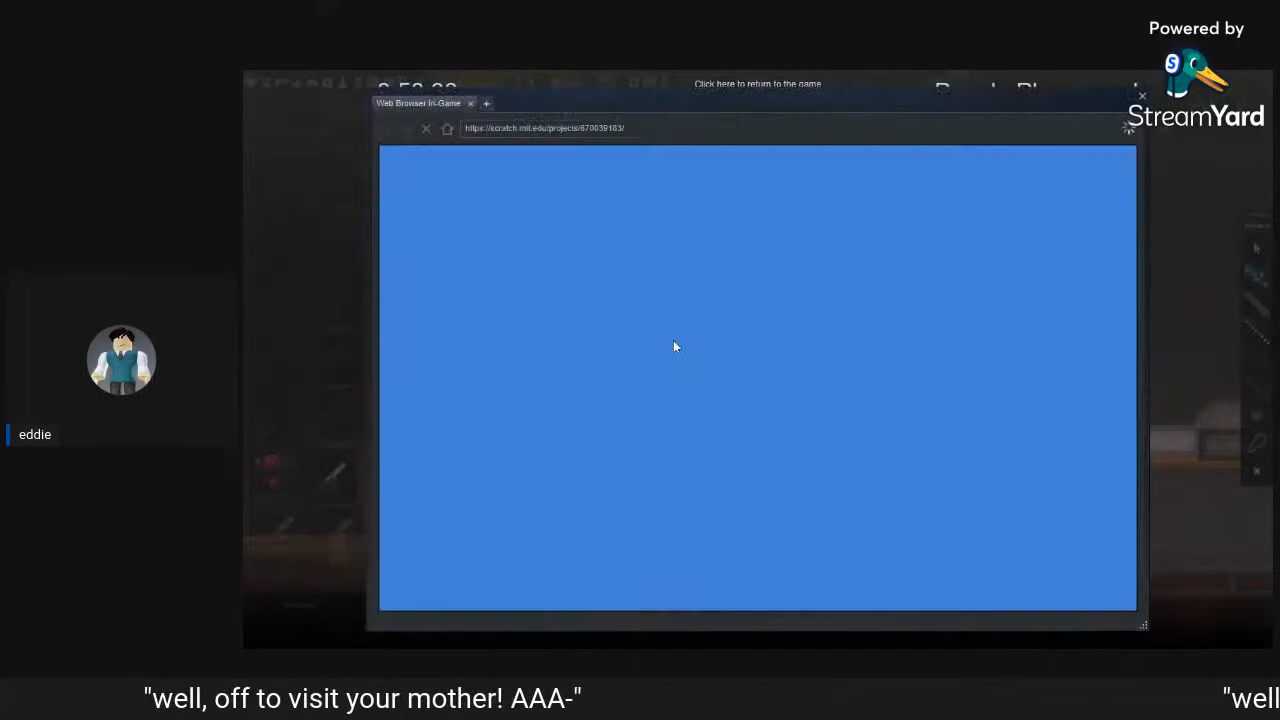 Powered by
StreamYard
Click here to return to the game
Web Browser In-Game
https://scratch.mit.edu/projects/670039163/
eddie
"well, off to visit your mother! AAA-"
"well